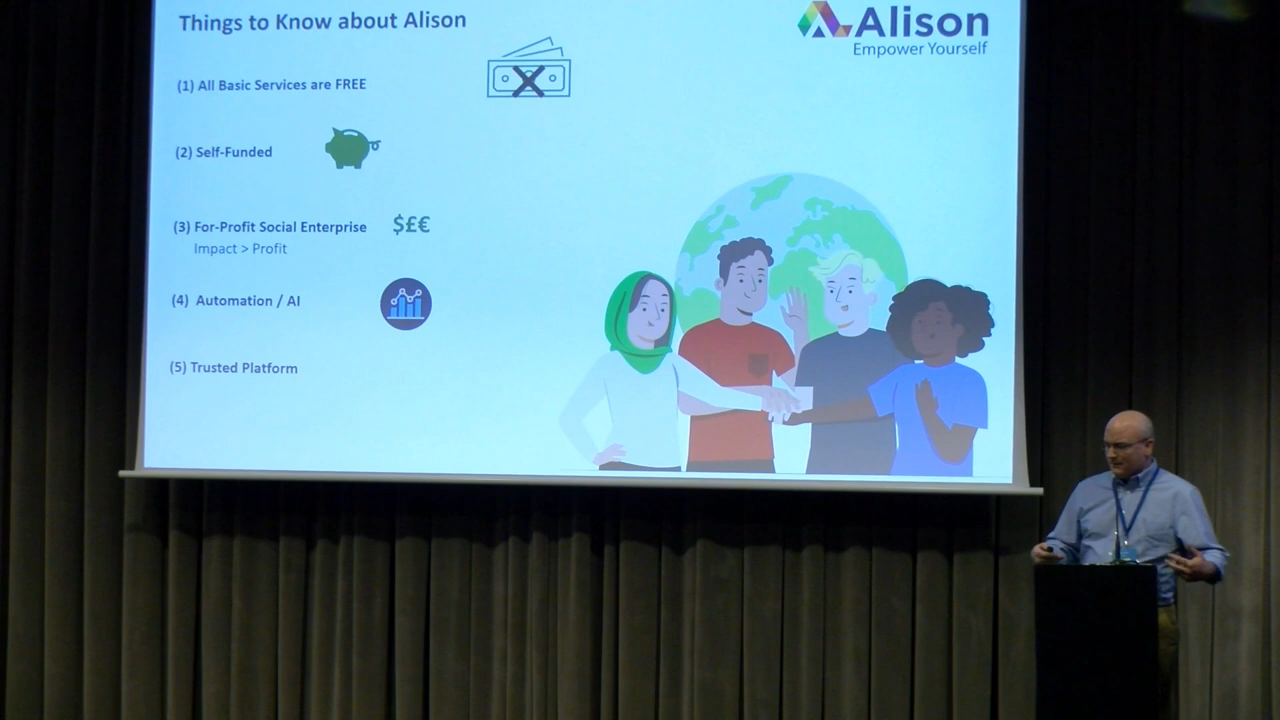 Things to Know about Alison
Alison
Empower Yourself
(1) All Basic Services are FREE
(2) Self-Funded
(3) For-Profit Social Enterprise
$££
Impact > Profit
(4) Automation / AI
(5) Trusted Platform